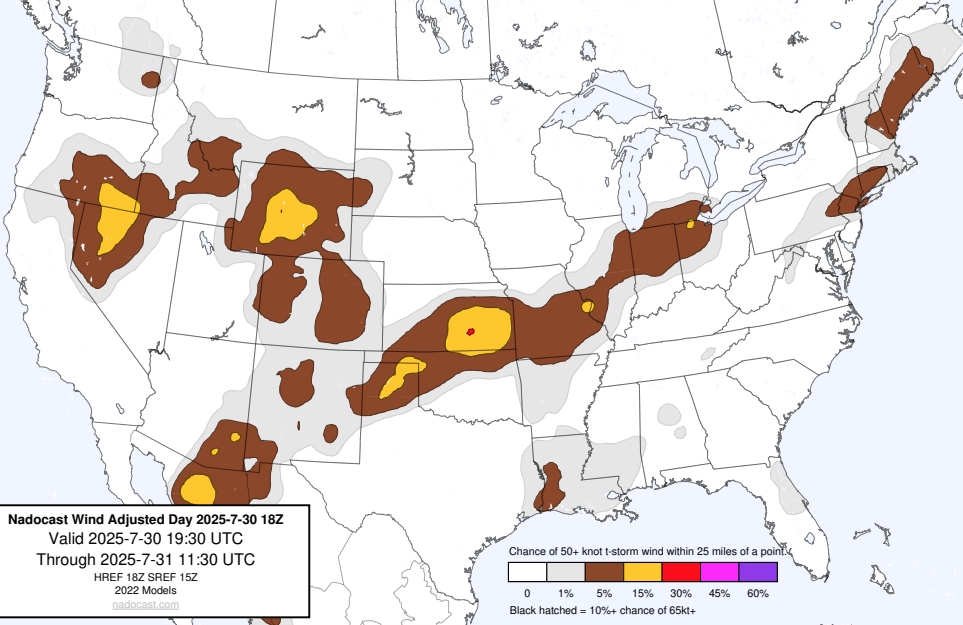 Nadocast Wind Adjusted Day 2025-7-30 18Z
Valid 2025-7-30 19:30 UTC
Through 2025-7-31 11:30 UTC
HREF 18Z SREF 15Z
2022 Models
nadocast.com
Chance of 50+ knot t-storm wind within 25 miles of a point.
0 1% 5% 15% 30% 45% 60%
Black hatched = 10%+ chance of 65kt+